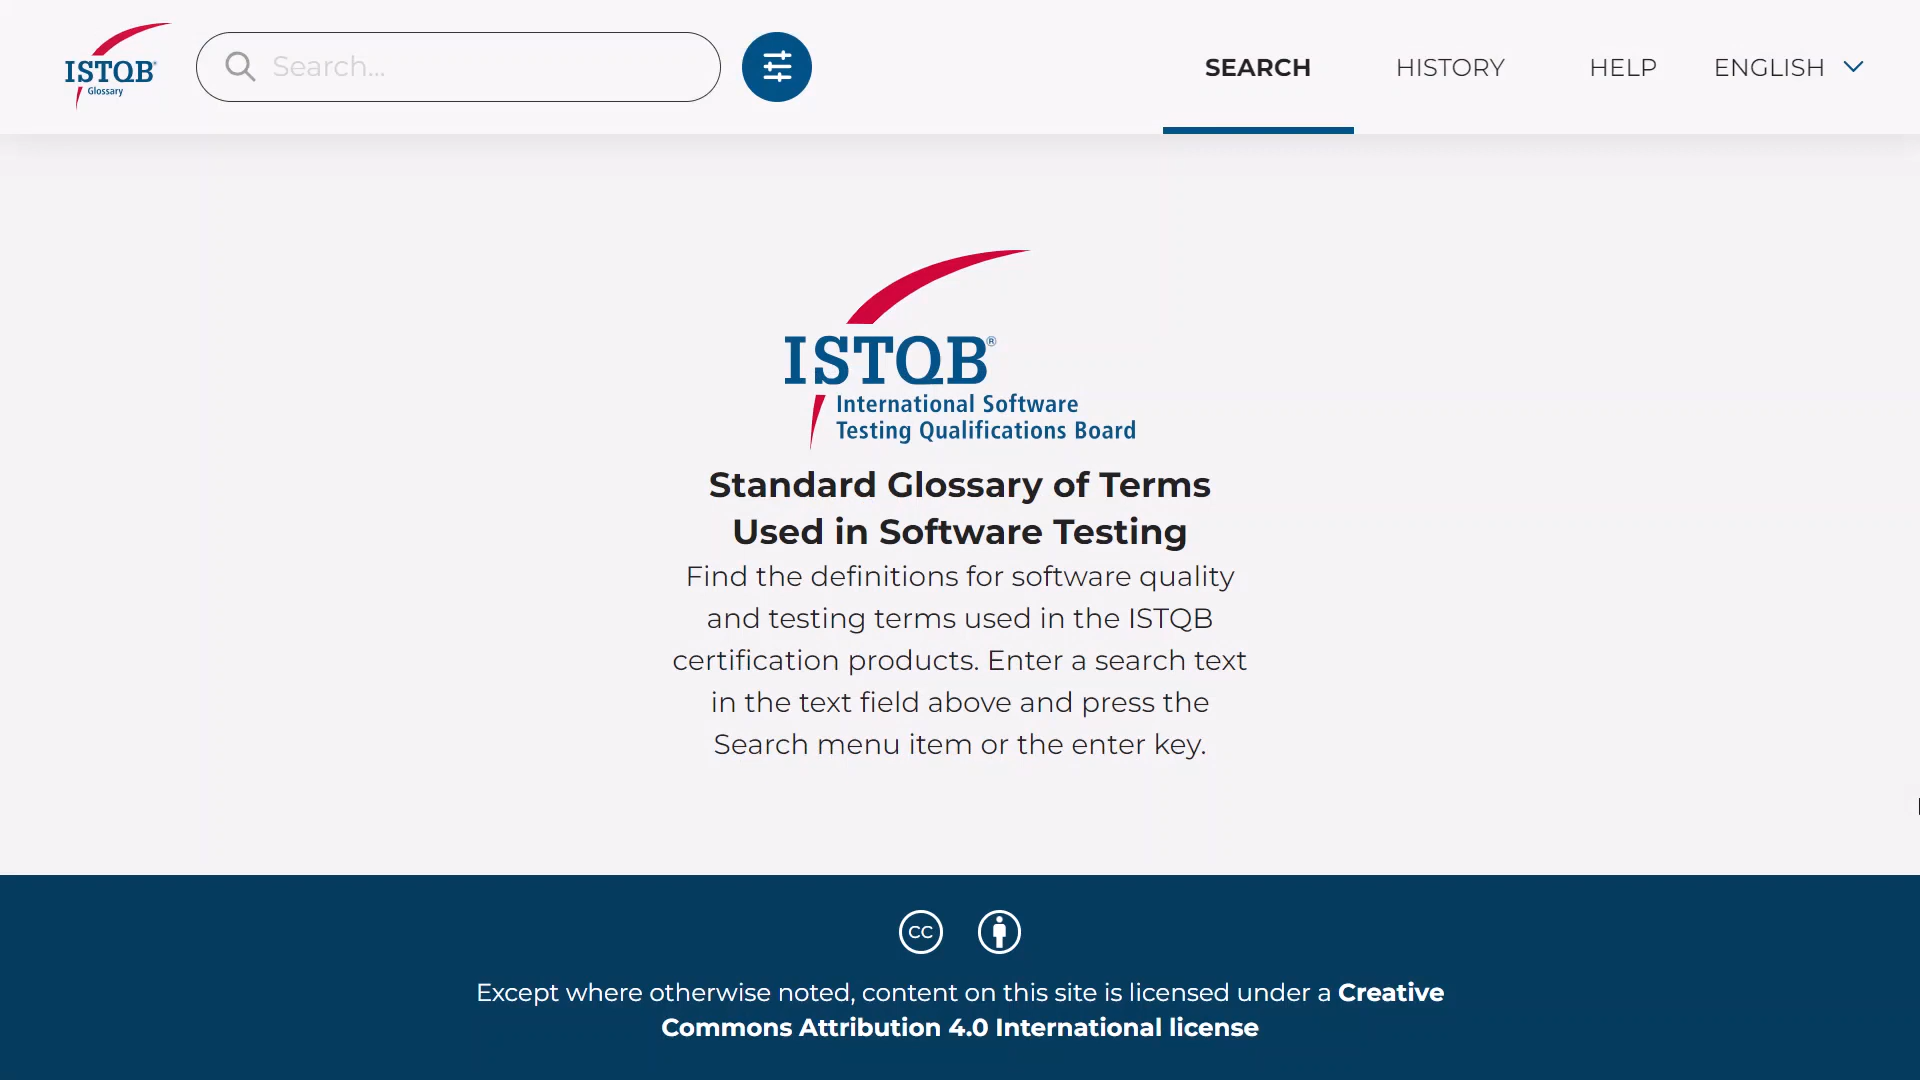 ISTQB®
Glossary
Search...
SEARCH
HISTORY
HELP
ENGLISH
ISTQB®
International Software
Testing Qualifications Board
Standard Glossary of Terms
Used in Software Testing
Find the definitions for software quality
and testing terms used in the ISTQB
certification products. Enter a search text
in the text field above and press the
Search menu item or the enter key.
CC
Except where otherwise noted, content on this site is licensed under a Creative
Commons Attribution 4.0 International license